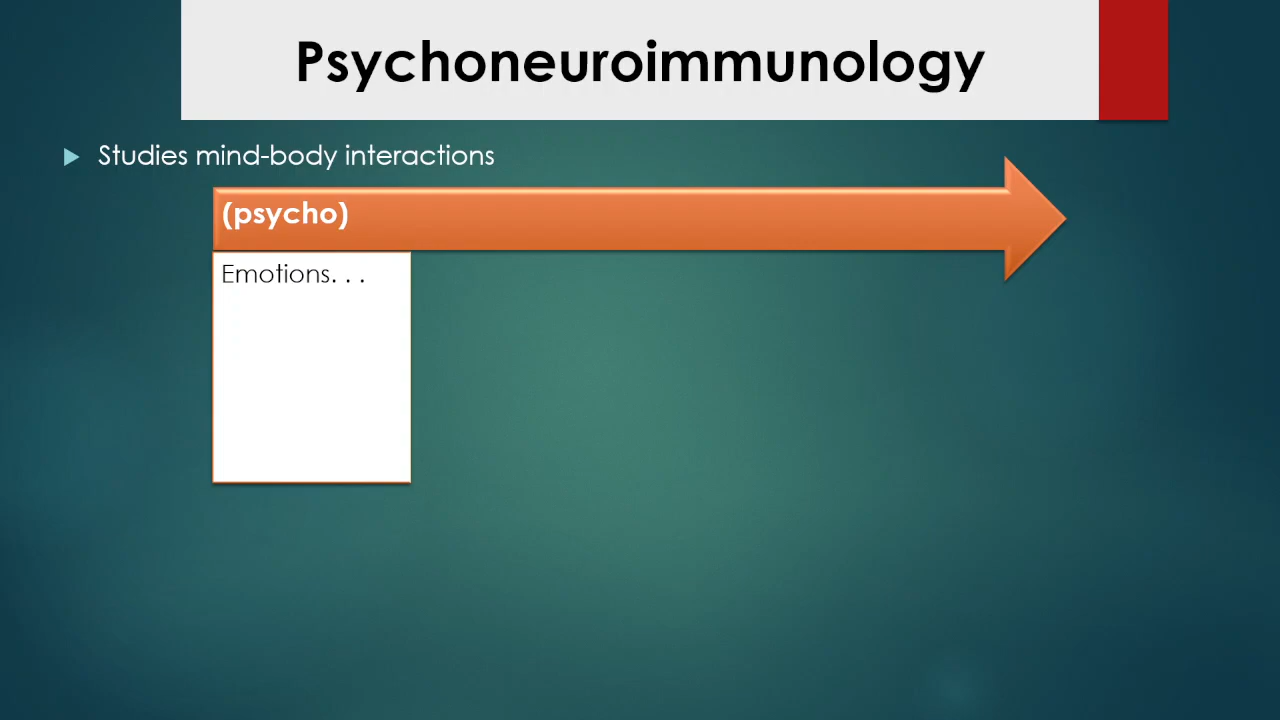 Psychoneuroimmunology
Studies mind-body interactions
(psycho)
Emotions. . .